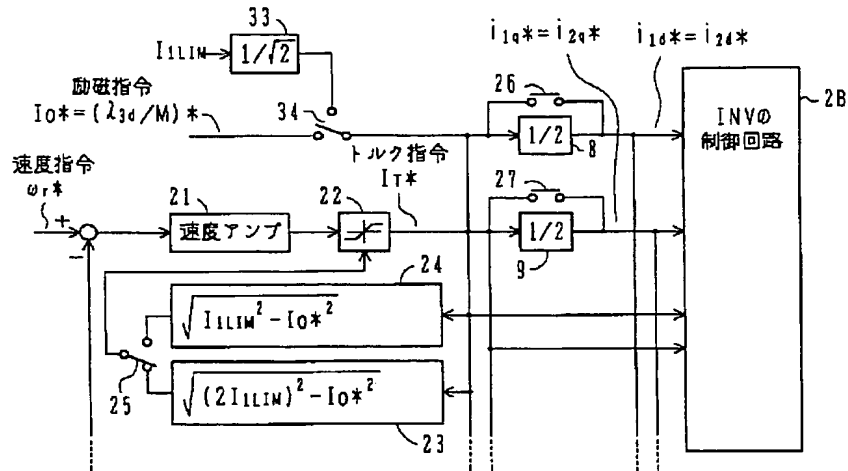 33
I1LIM
1/√2
励磁指令
I0*=(λ3d/M)*
34
トルク指令
IT*
26
1/2
8
i1q*=i2q*
i1d*=i2d*
INVの
制御回路
2B
速度指令
ωr*
+
−
21
速度アンプ
22
27
1/2
9
24
√I1LIM²−I0*²
25
√(2I1LIM)²−I0*²
23